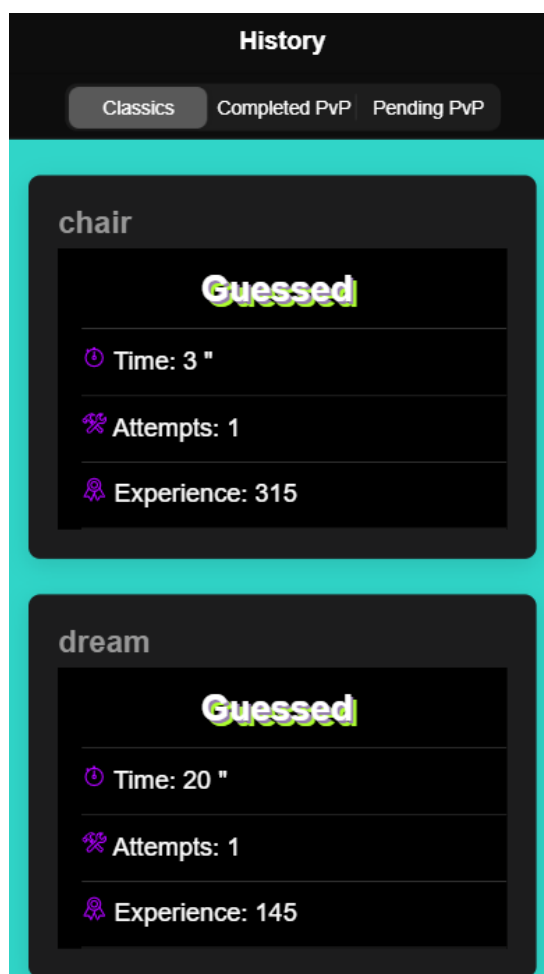 History
Classics Completed PvP Pending PvP
chair
Guessed
Time: 3 "
Attempts: 1
Experience: 315
dream
Guessed
Time: 20 "
Attempts: 1
Experience: 145